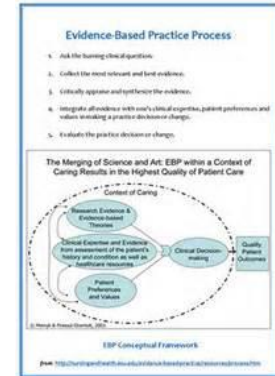 Evidence-Based Practice Process
1. Ask the burning clinical question.
2. Collect the most relevant and best evidence.
3. Critically appraise and synthesize the evidence.
4. Integrate all evidence with one's clinical expertise, patient preferences and
values in making a practice decision or change.
5. Evaluate the practice decision or change.
The Merging of Science and Art: EBP within a Context of
Caring Results in the Highest Quality of Patient Care
Context of Caring
Research Evidence &
Evidence-based
Theories
Clinical Expertise and Evidence
from assessment of the patient's
history and condition as well as
healthcare resources
Clinical Decision-
making
Quality
Patient
Outcomes
Patient
Preferences
and Values
© Melnyk & Fineout-Overholt, 2003
EBP Conceptual Framework
from: